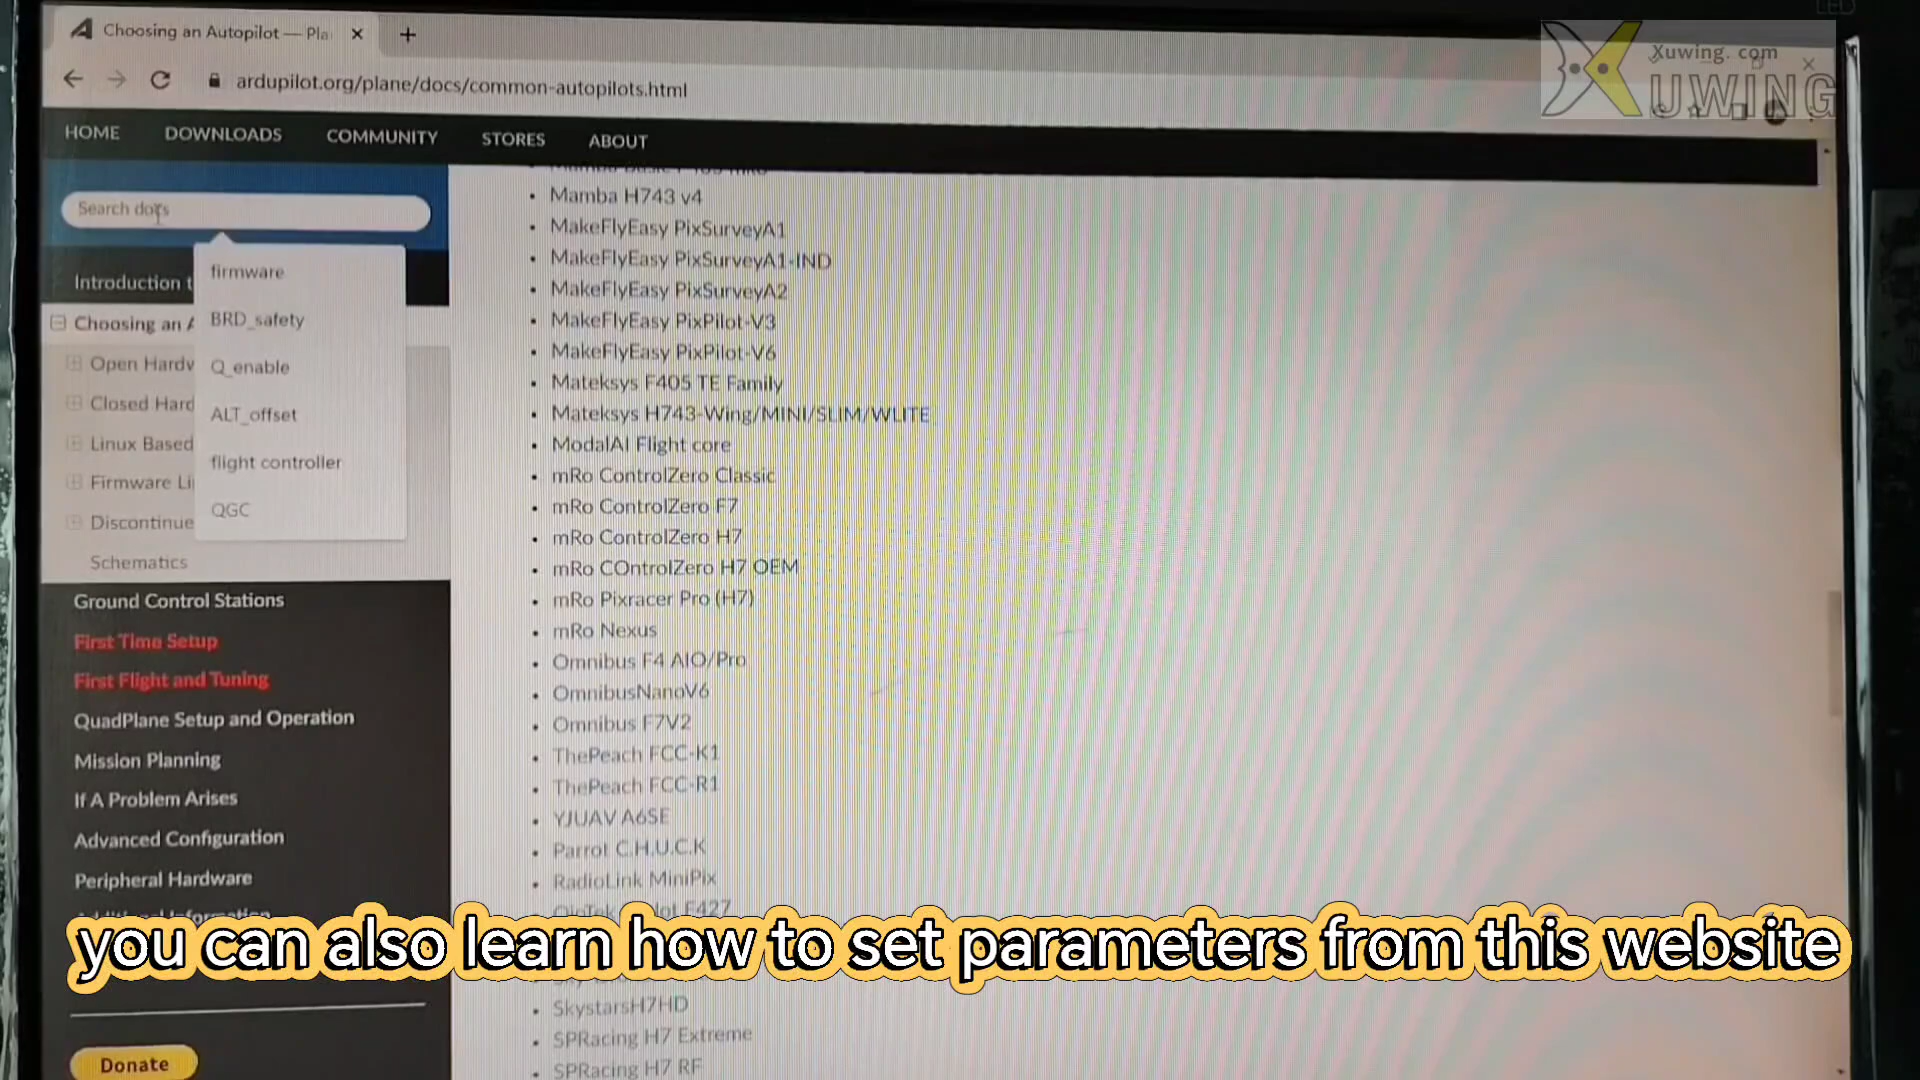 Choosing an Autopilot — Pla
ardupilot.org/plane/docs/common-autopilots.html
Xuwing. com
XUWING
HOME DOWNLOADS COMMUNITY STORES ABOUT
Search docs
firmware
BRD_safety
Q_enable
ALT_offset
flight controller
QGC
Introduction t
Choosing an A
Open Hardw
Closed Hard
Linux Based
Firmware Li
Discontinue
Schematics
Ground Control Stations
First Time Setup
First Flight and Tuning
QuadPlane Setup and Operation
Mission Planning
If A Problem Arises
Advanced Configuration
Peripheral Hardware
Donate
Mamba H743 v4
MakeFlyEasy PixSurveyA1
MakeFlyEasy PixSurveyA1-IND
MakeFlyEasy PixSurveyA2
MakeFlyEasy PixPilot-V3
MakeFlyEasy PixPilot-V6
Mateksys F405 TE Family
Mateksys H743-Wing/MINI/SLIM/WLITE
ModalAI Flight core
mRo ControlZero Classic
mRo ControlZero F7
mRo ControlZero H7
mRo COntrolZero H7 OEM
mRo Pixracer Pro (H7)
mRo Nexus
Omnibus F4 AIO/Pro
OmnibusNanoV6
Omnibus F7V2
ThePeach FCC-K1
ThePeach FCC-R1
YJUAV A6SE
Parrot C.H.U.C.K
RadioLink MiniPix
you can also learn how to set parameters from this website
SkystarsH7HD
SPRacing H7 Extreme
SPRacing H7 RF